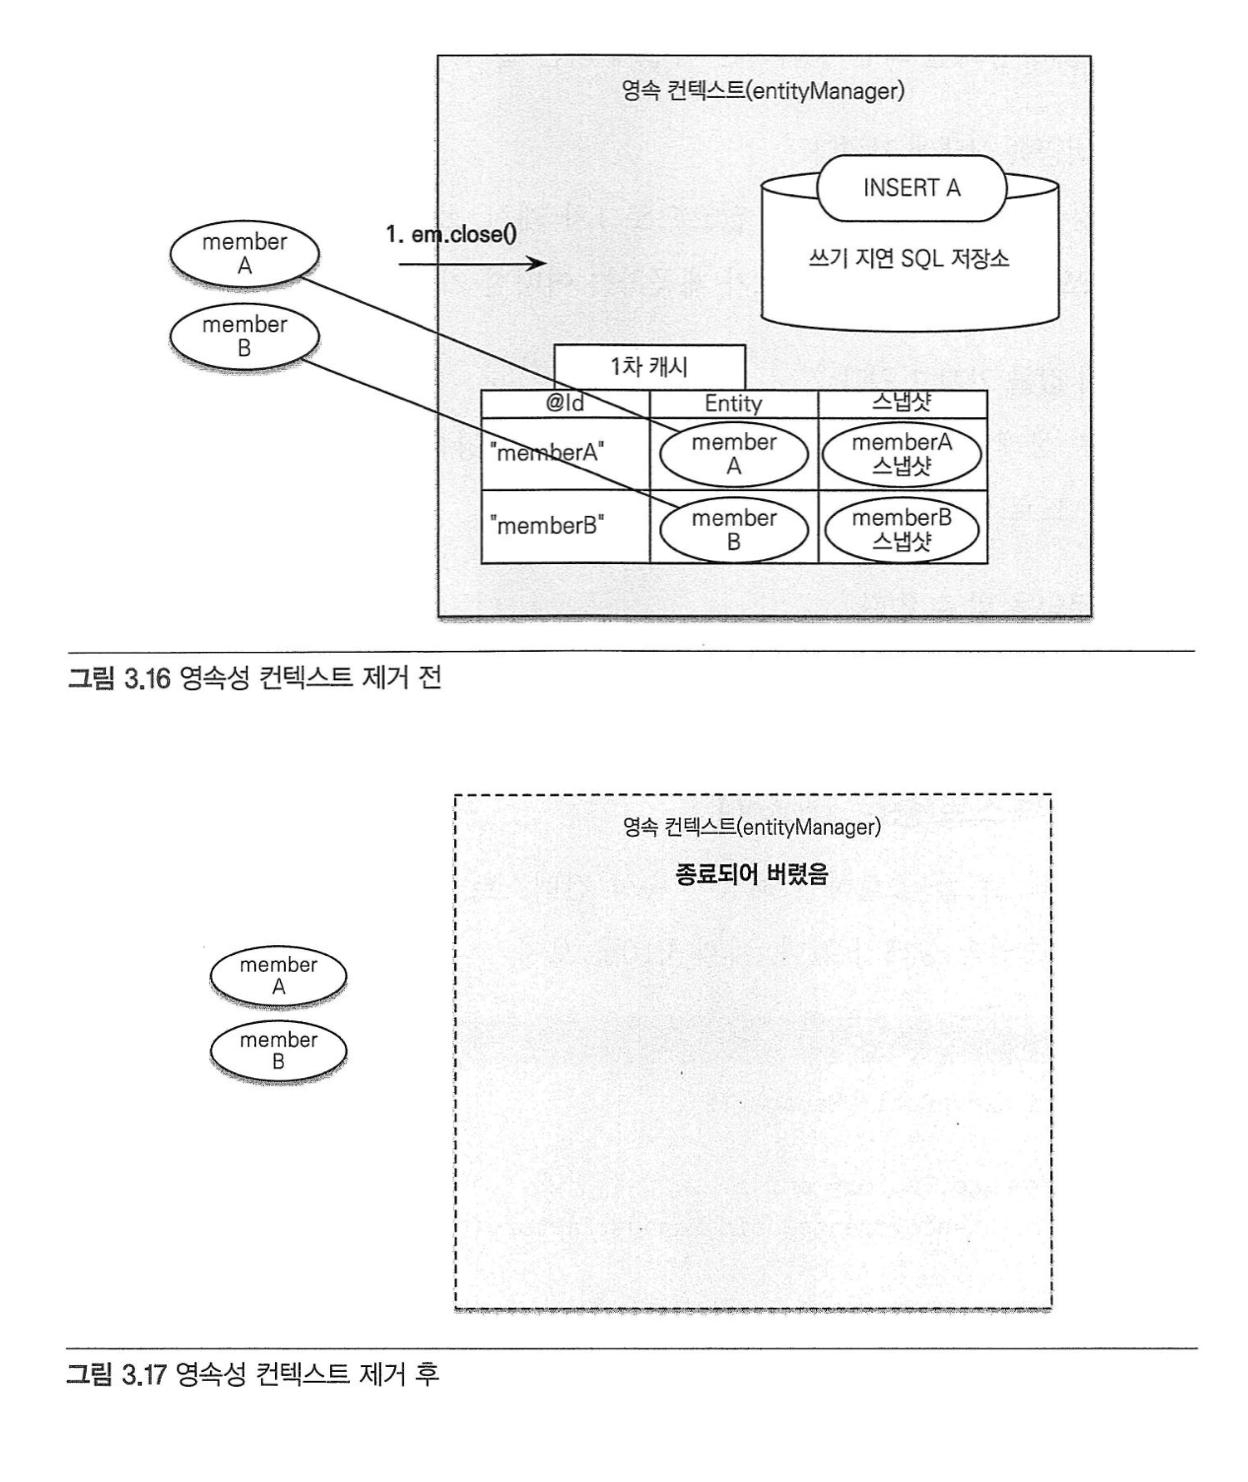 영속 컨텍스트(entityManager)
INSERT A
쓰기 지연 SQL 저장소
member
A
1. em.close()
member
B
1차 캐시
@Id Entity 스냅샷
"memberA" member
A memberA
스냅샷
"memberB" member
B memberB
스냅샷
그림 3.16 영속성 컨텍스트 제거 전
영속 컨텍스트(entityManager)
종료되어 버렸음
member
A
member
B
그림 3.17 영속성 컨텍스트 제거 후